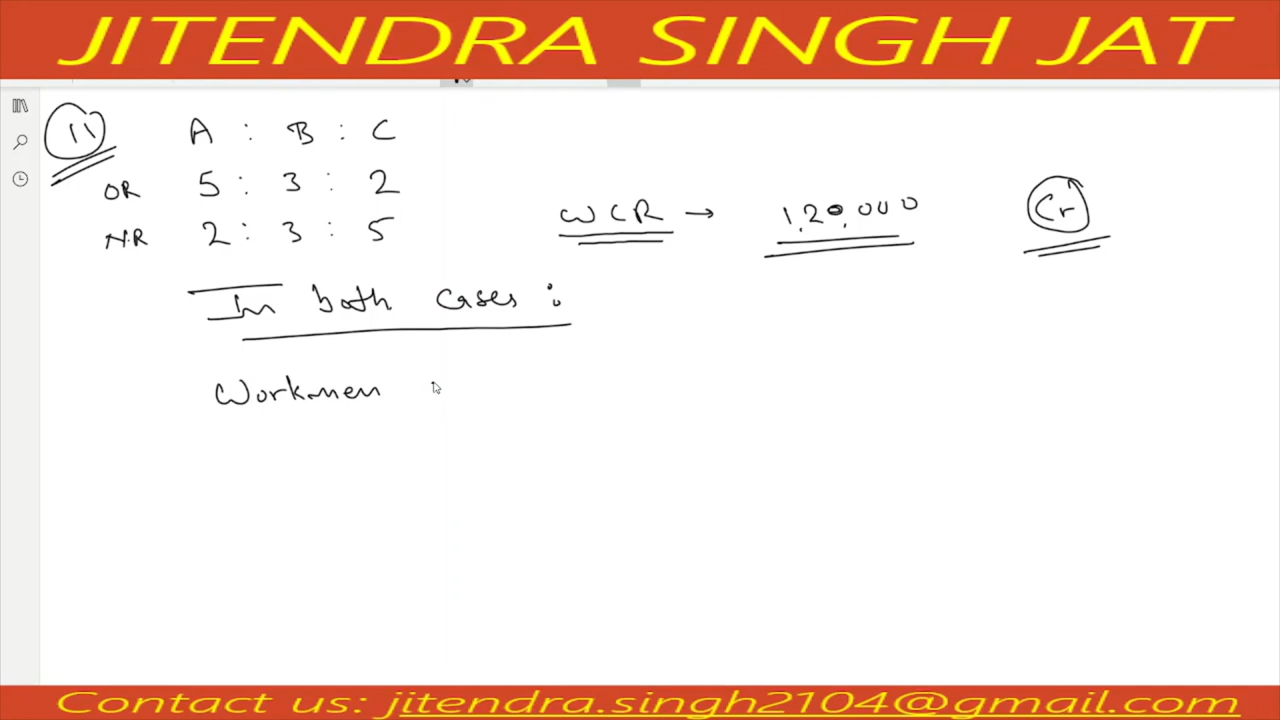 JITENDRA SINGH JAT
11
A : B : C
OR 5 : 3 : 2
N.R 2 : 3 : 5
WCR → 1,20,000 Cr
In both cases :
Workmen
Contact us: jitendra.singh2104@gmail.com